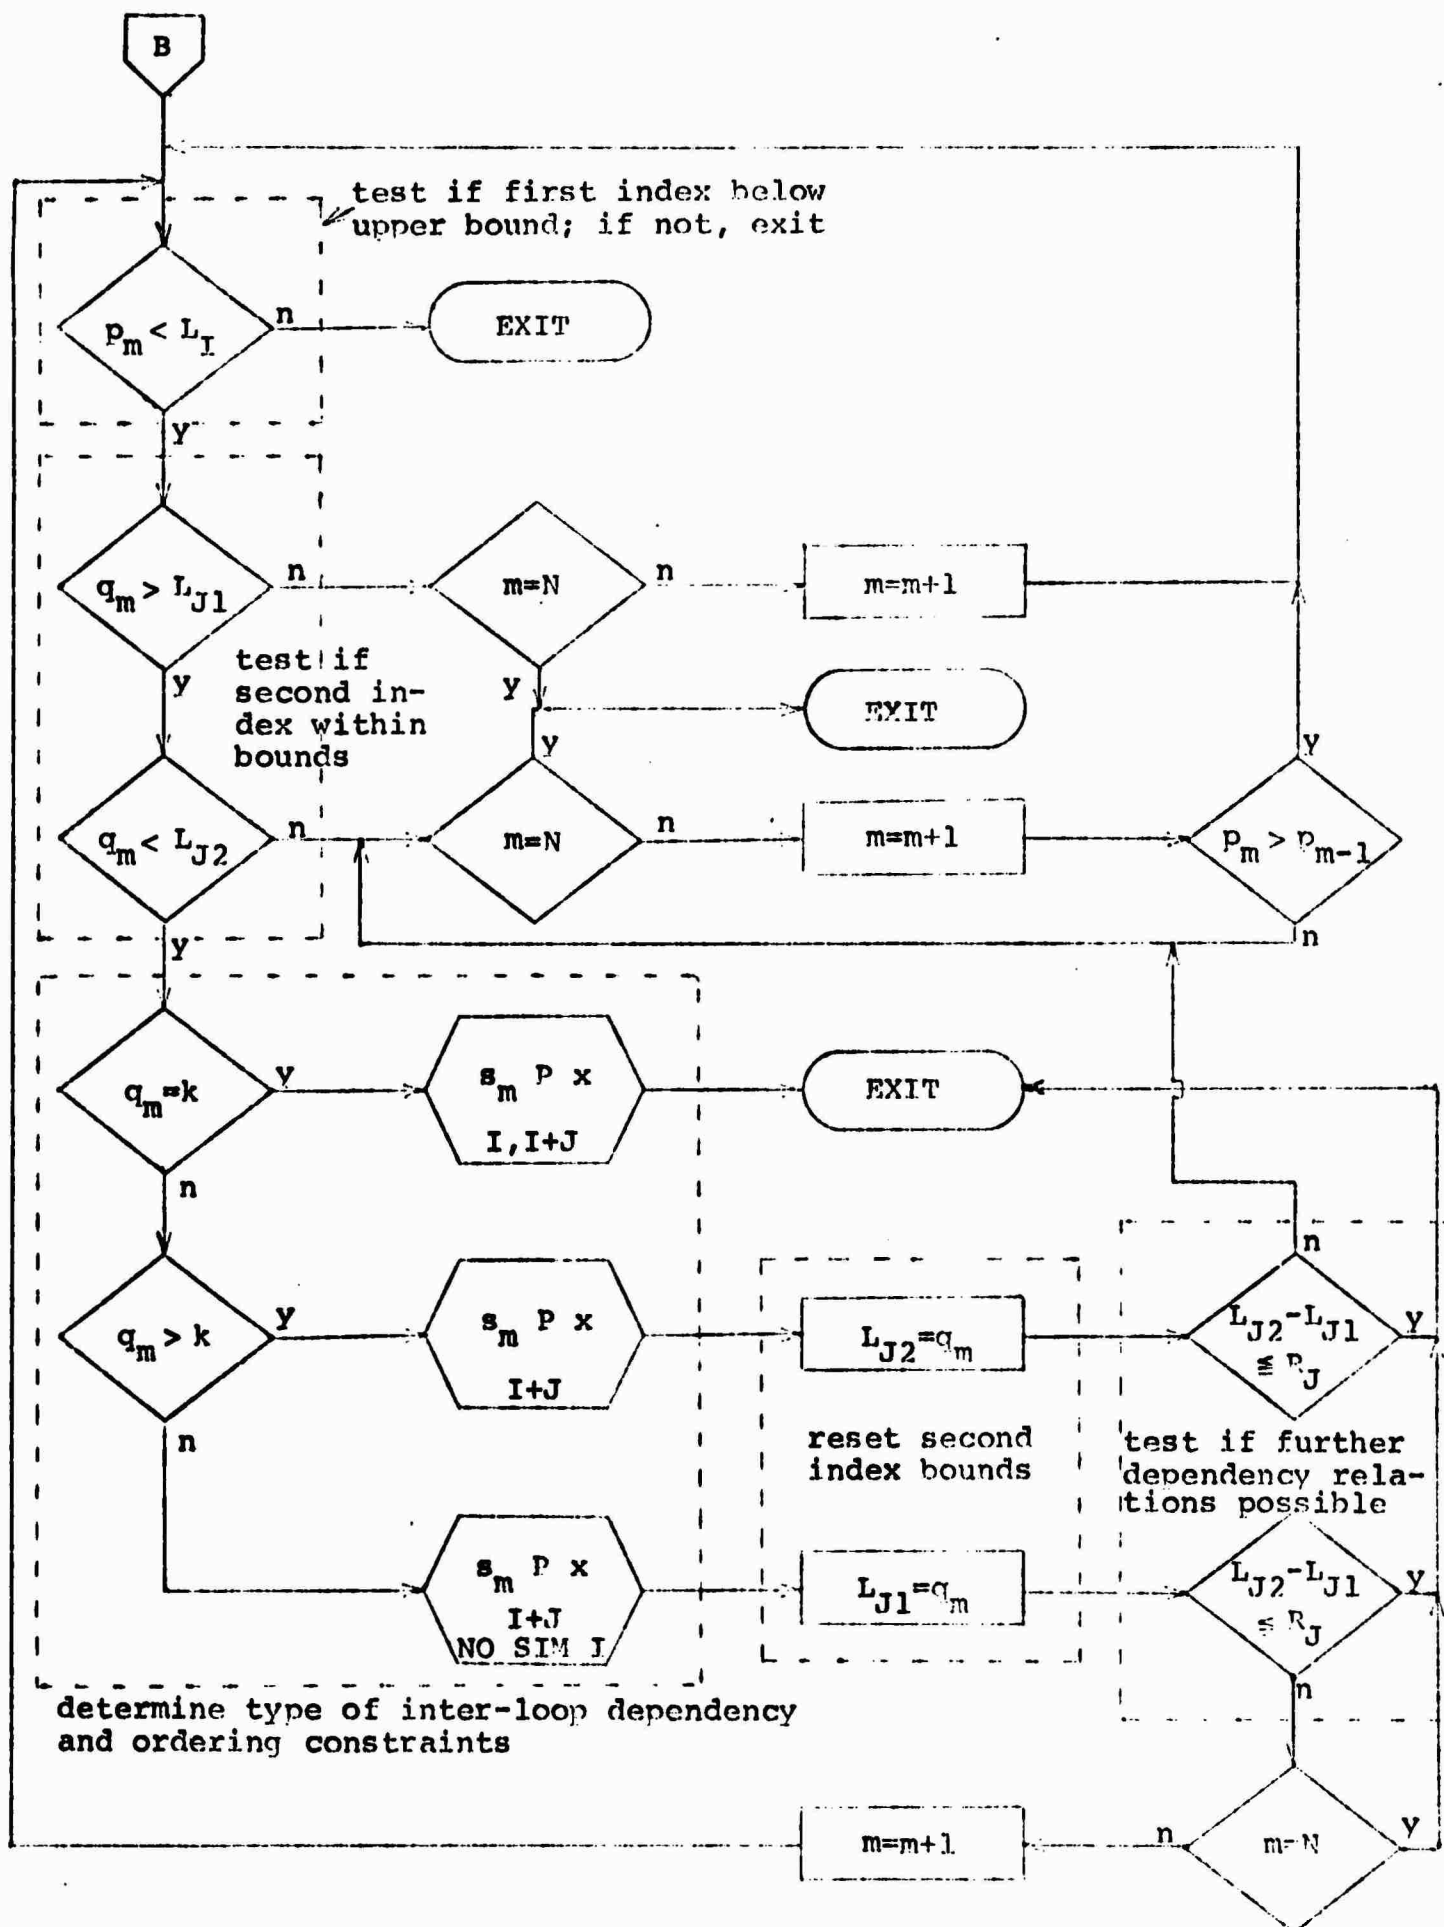 B
test if first index below
upper bound; if not, exit
p_m < L_I
n
EXIT
y
q_m > L_J1
n
m=N
n
m=m+1
y
test if
second in-
dex within
bounds
y
EXIT
y
y
q_m < L_J2
n
m=N
n
m=m+1
p_m > p_m-1
y
n
q_m=k
y
s_m P x
I,I+J
EXIT
n
n
q_m > k
y
s_m P x
I+J
L_J2=q_m
L_J2-L_J1
≦ R_J
y
n
reset second
index bounds
test if further
dependency rela-
tions possible
s_m P x
I+J
NO SIM I
L_J1=q_m
L_J2-L_J1
≦ R_J
y
n
determine type of inter-loop dependency
and ordering constraints
m=m+1
n
m=N
y